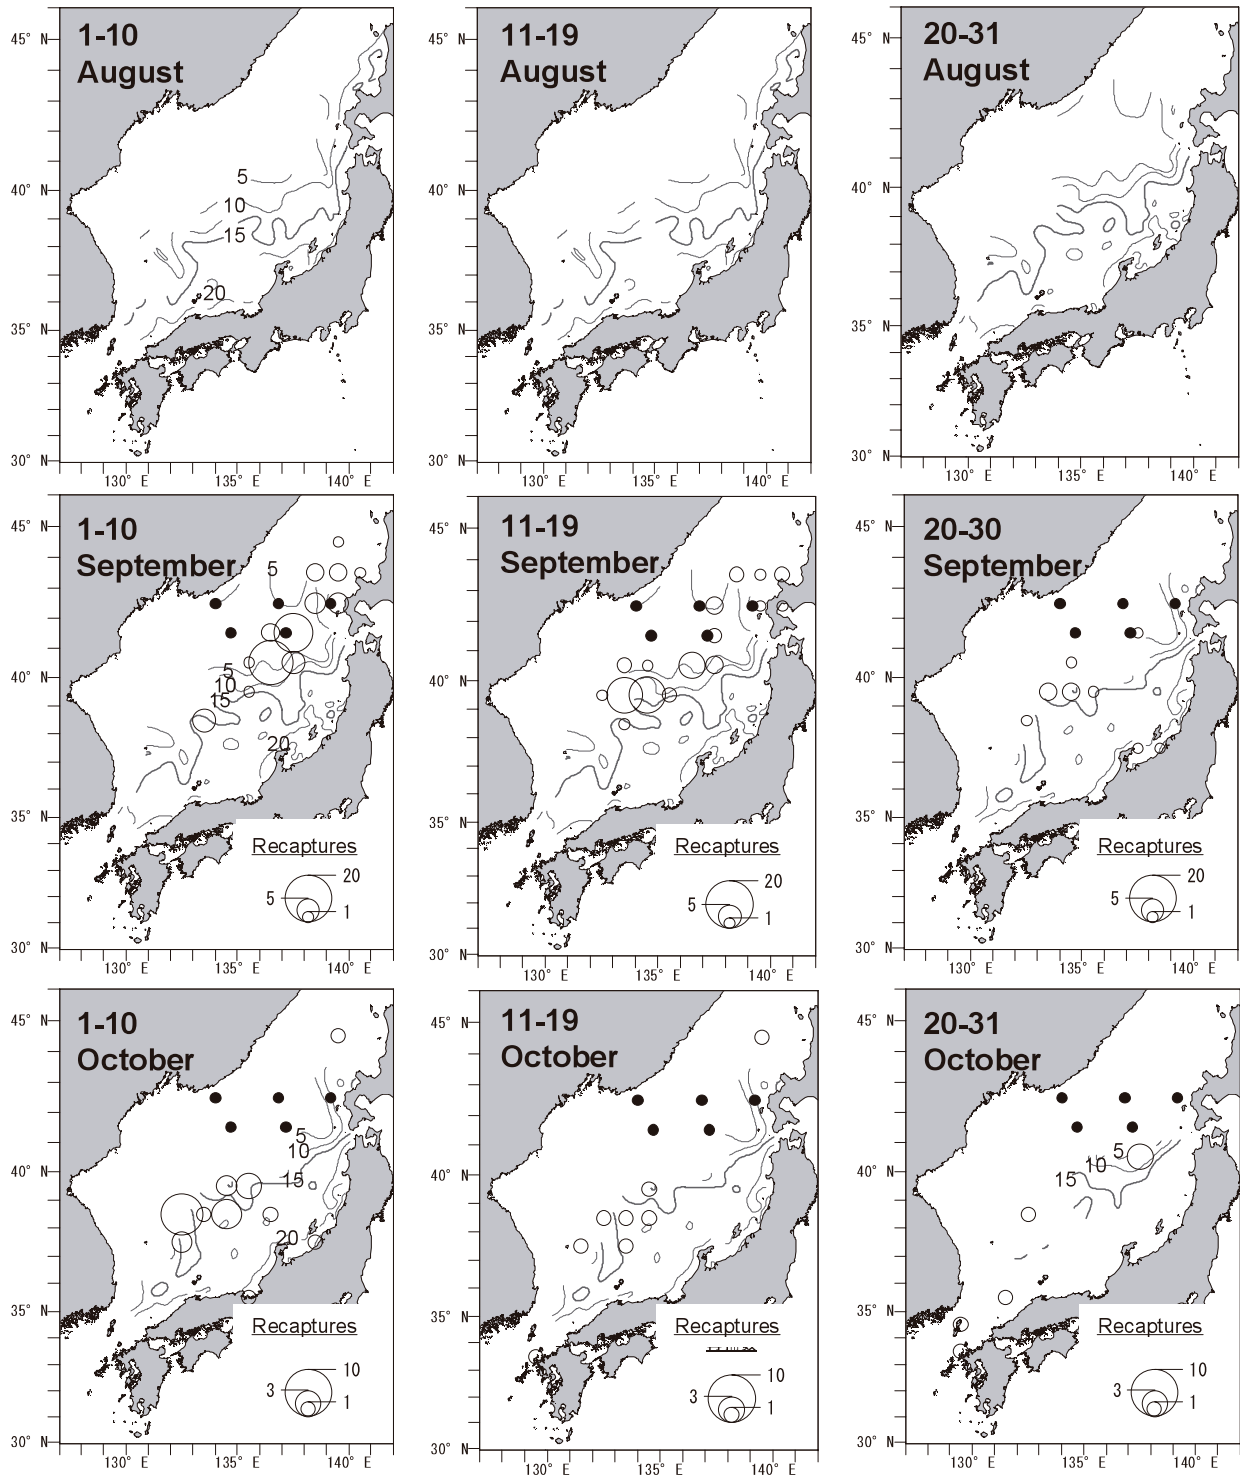 1-10
August
45° N
40° N
35° N
30° N
130° E
135° E
140° E
5
10
15
20
11-19
August
45° N
40° N
35° N
30° N
130° E
135° E
140° E
20-31
August
45° N
40° N
35° N
30° N
130° E
135° E
140° E
1-10
September
45° N
40° N
35° N
30° N
130° E
135° E
140° E
5
5
10
15
20
Recaptures
20
5
1
11-19
September
45° N
40° N
35° N
30° N
130° E
135° E
140° E
Recaptures
20
5
1
20-30
September
45° N
40° N
35° N
30° N
130° E
135° E
140° E
Recaptures
20
5
1
1-10
October
45° N
40° N
35° N
30° N
130° E
135° E
140° E
5
10
15
20
Recaptures
10
3
1
11-19
October
45° N
40° N
35° N
30° N
130° E
135° E
140° E
Recaptures
10
3
1
20-31
October
45° N
40° N
35° N
30° N
130° E
135° E
140° E
5
10
15
Recaptures
10
3
1